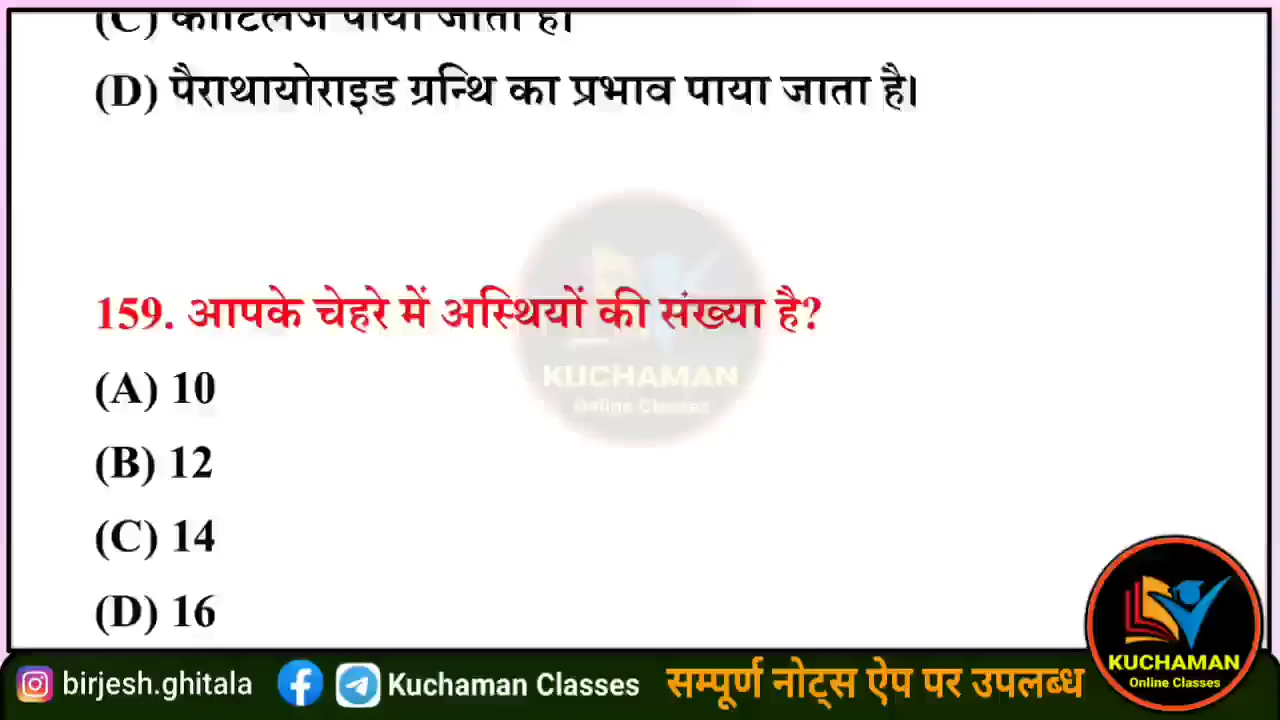 (C) कार्टिलेज पाया जाता है।
(D) पैराथायोराइड ग्रन्थि का प्रभाव पाया जाता है।
159. आपके चेहरे में अस्थियों की संख्या है?
KUCHAMAN
Online Classes
(A) 10
(B) 12
(C) 14
(D) 16
KUCHAMAN
Online Classes
birjesh.ghitala Kuchaman Classes सम्पूर्ण नोट्स ऐप पर उपलब्ध